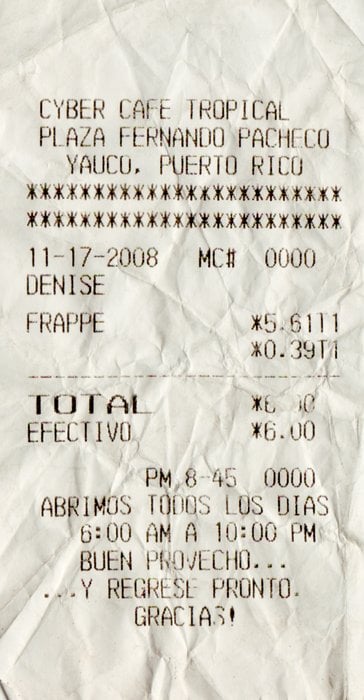 CYBER CAFE TROPICAL
PLAZA FERNANDO PACHECO
YAUCO, PUERTO RICO
************************
************************
11-17-2008 MC# 0000
DENISE
FRAPPE *5.61T1
*0.39T1
TOTAL
EFECTIVO *6.00
PM 8-45 0000
ABRIMOS TODOS LOS DIAS
6:00 AM A 10:00 PM
BUEN PROVECHO...
...Y REGRESE PRONTO.
GRACIAS!